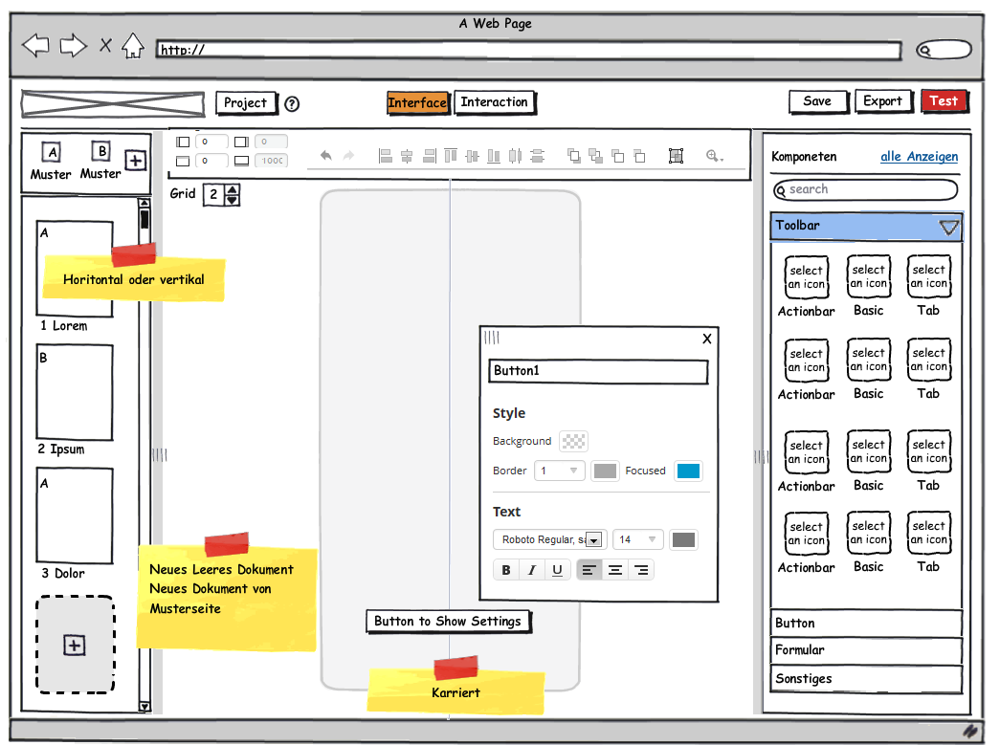 A Web Page
http://
Project
?
Interface
Interaction
Save
Export
Test
A
Muster
B
Muster
0
0
0
1000
Grid
2
Komponeten
alle Anzeigen
search
Toolbar
A
Horitontal oder vertikal
1 Lorem
B
2 Ipsum
A
3 Dolor
Neues Leeres Dokument
Neues Dokument von
Musterseite
X
Button1
Style
Background
Border
1
Focused
Text
Roboto Regular, sa
14
B
I
U
Button to Show Settings
Karriert
select
an icon
select
an icon
select
an icon
Actionbar
Basic
Tab
select
an icon
select
an icon
select
an icon
Actionbar
Basic
Tab
select
an icon
select
an icon
select
an icon
Actionbar
Basic
Tab
select
an icon
select
an icon
select
an icon
Actionbar
Basic
Tab
Button
Formular
Sonstiges